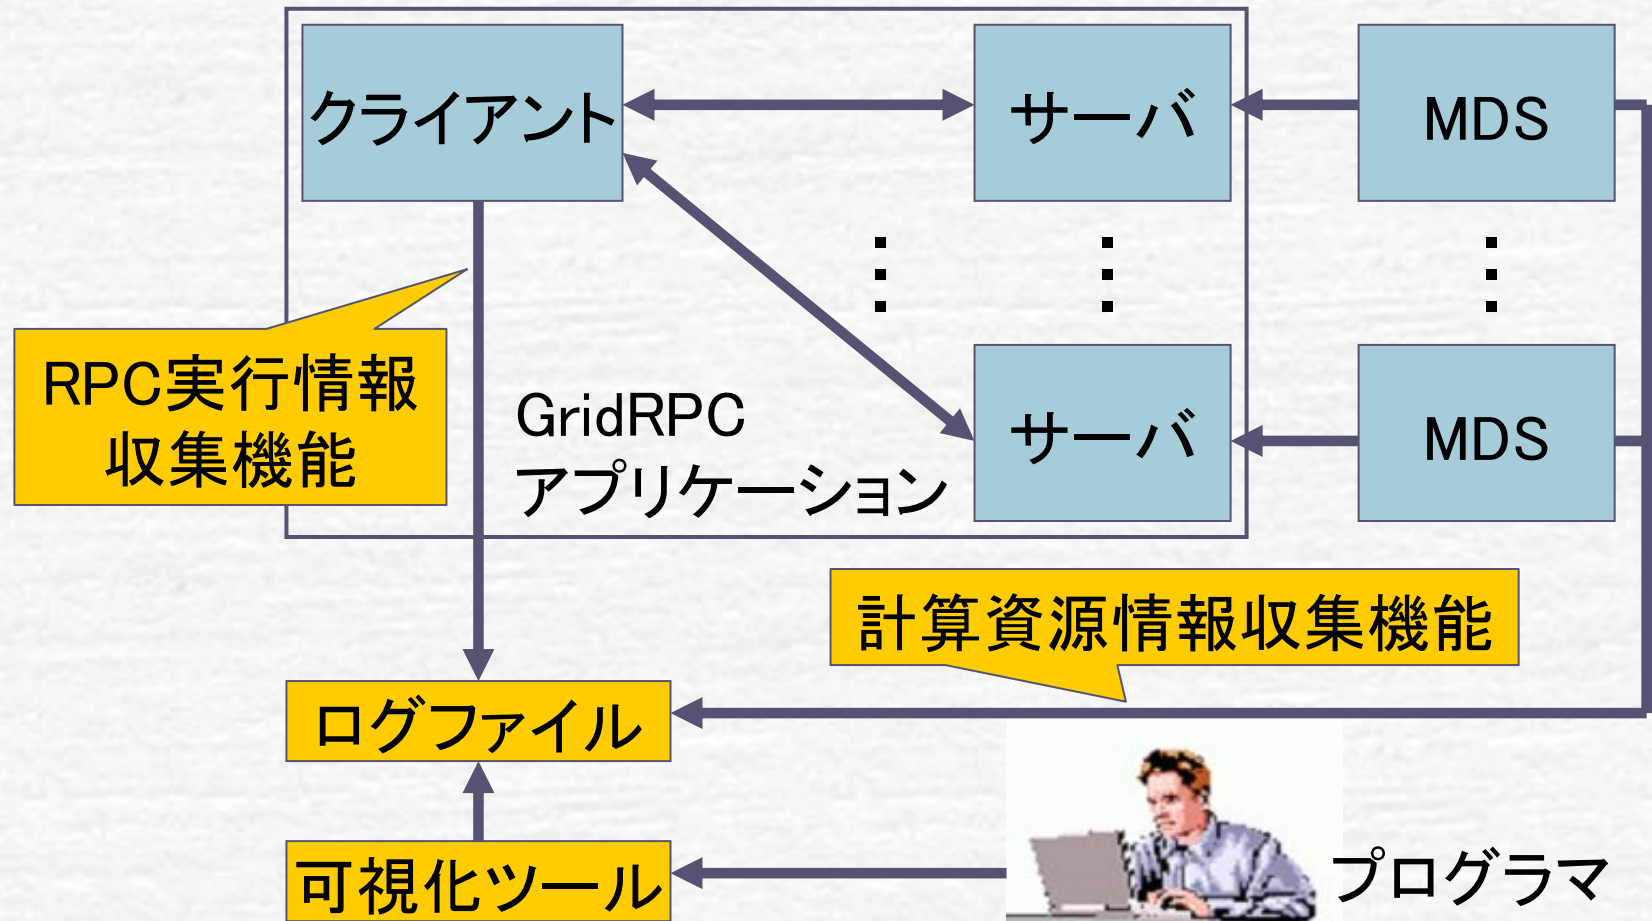 クライアント
サーバ
MDS
RPC実行情報
収集機能
GridRPC
アプリケーション
サーバ
MDS
計算資源情報収集機能
ログファイル
可視化ツール
プログラマ